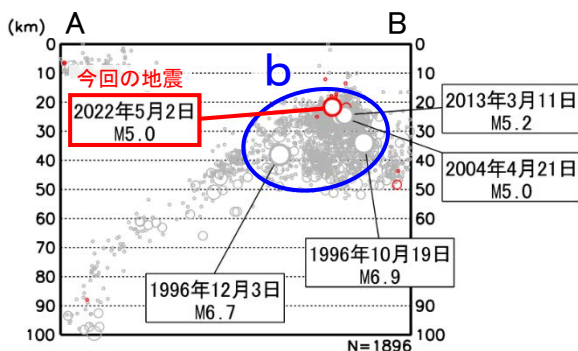 (km) A B
0 0
10 10
今回の地震 b
20 20
2022年5月2日
M5.0
2013年3月11日
M5.2
30 30
40 40
2004年4月21日
M5.0
50 50
60 60
70 70
1996年10月19日
M6.9
80 80
1996年12月3日
M6.7
90 90
100 100
N=1896